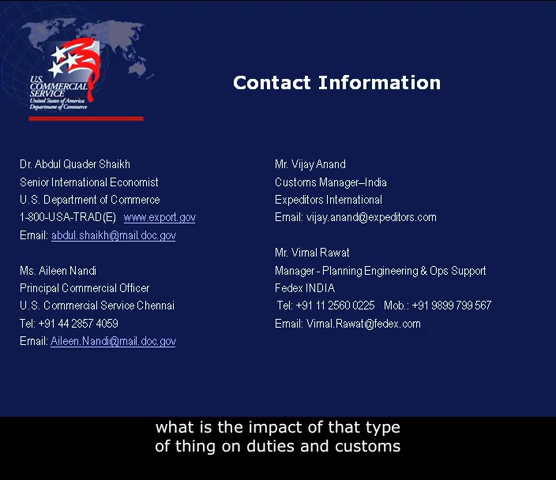 U.S.
COMMERCIAL
SERVICE
United States of America
Department of Commerce
Contact Information
Dr. Abdul Quader Shaikh
Senior International Economist
U.S. Department of Commerce
1-800-USA-TRAD(E) www.export.gov
Email: abdul.shaikh@mail.doc.gov
Ms. Aileen Nandi
Principal Commercial Officer
U.S. Commercial Service Chennai
Tel: +91 44 2857 4059
Email: Aileen.Nandi@mail.doc.gov
Mr. Vijay Anand
Customs Manager–India
Expeditors International
Email: vijay.anand@expeditors.com
Mr. Vimal Rawat
Manager - Planning Engineering & Ops Support
Fedex INDIA
Tel: +91 11 2560 0225 Mob.: +91 9899 799 567
Email: Vimal.Rawat@fedex.com
what is the impact of that type
of thing on duties and customs